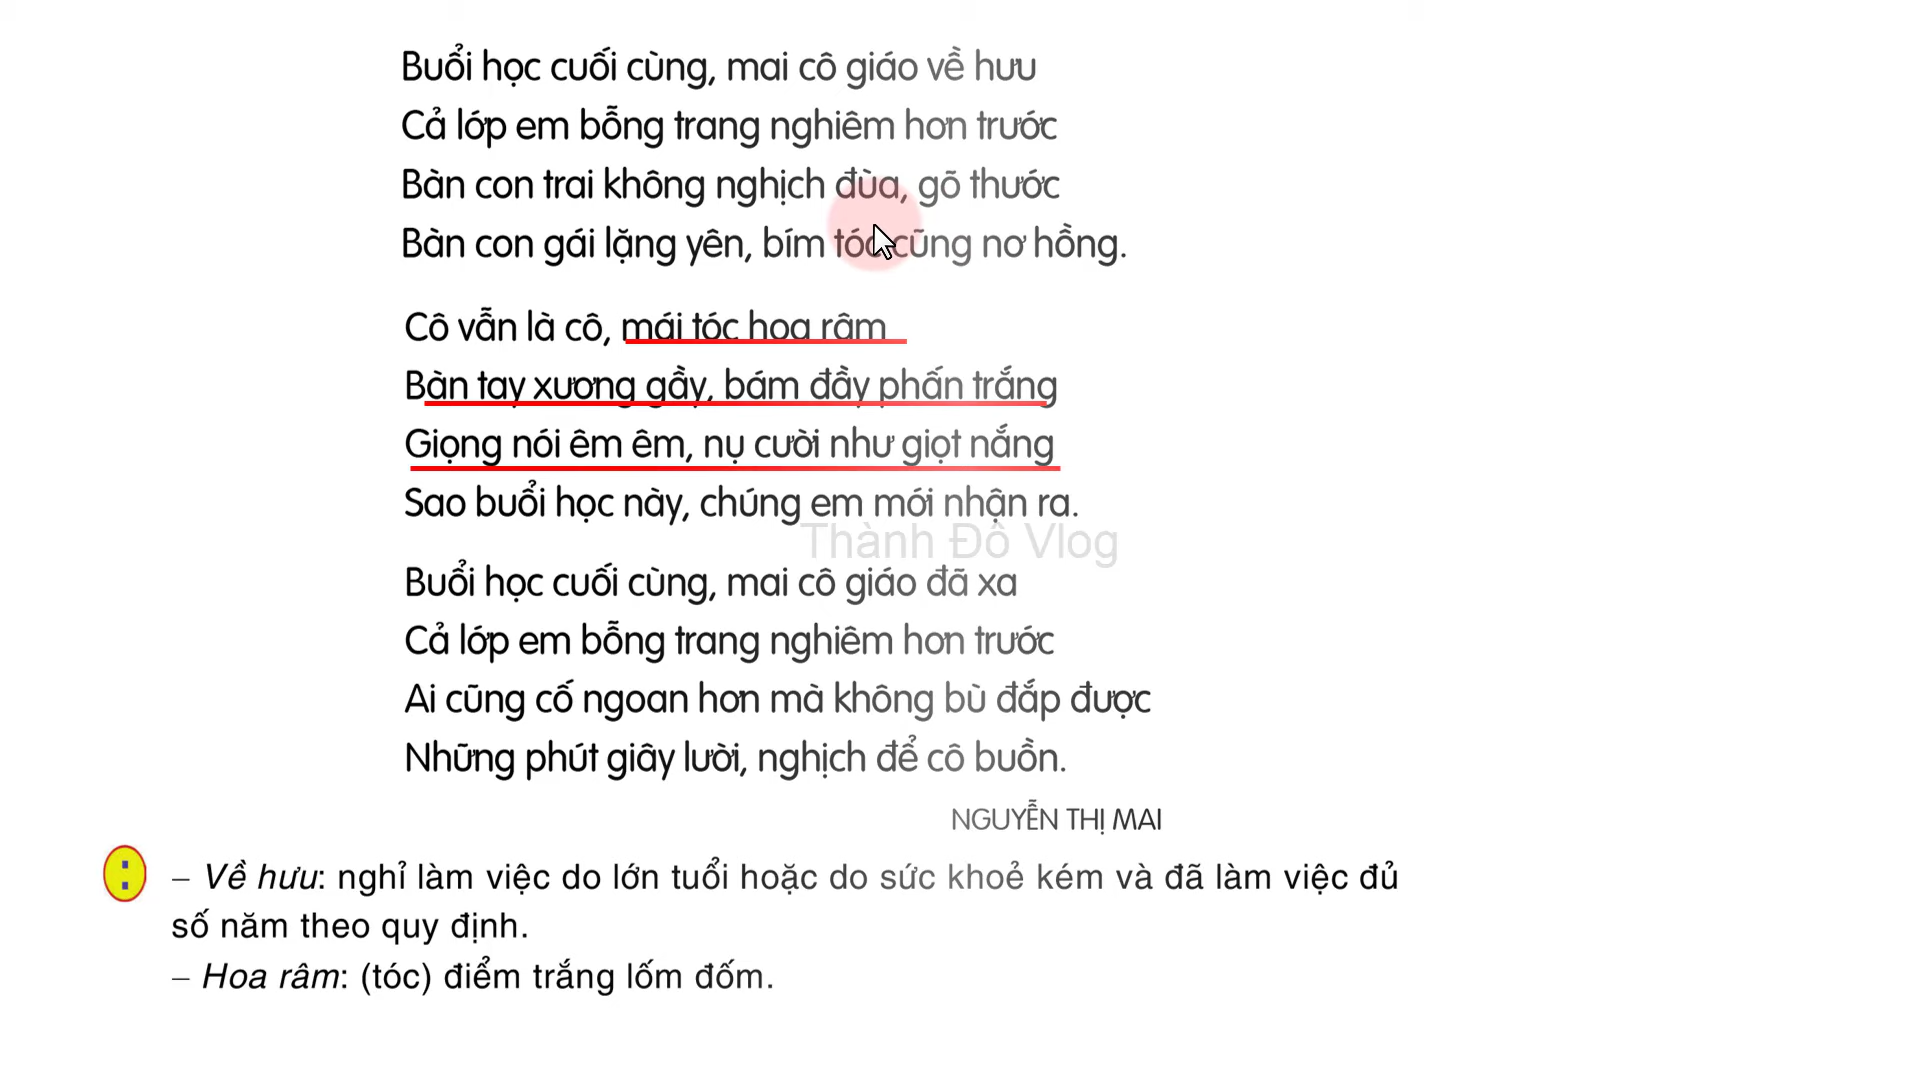 Buổi học cuối cùng, mai cô giáo về hưu
Cả lớp em bỗng trang nghiêm hơn trước
Bàn con trai không nghịch đùa, gõ thước
Bàn con gái lặng yên, bím tóc cũng nơ hồng.
Cô vẫn là cô, mái tóc hoa râm
Bàn tay xương gầy, bám đầy phấn trắng
Giọng nói êm êm, nụ cười như giọt nắng
Sao buổi học này, chúng em mới nhận ra.
Thành Đô Vlog
Buổi học cuối cùng, mai cô giáo đã xa
Cả lớp em bỗng trang nghiêm hơn trước
Ai cũng cố ngoan hơn mà không bù đắp được
Những phút giây lười, nghịch để cô buồn.
NGUYỄN THỊ MAI
– Về hưu: nghỉ làm việc do lớn tuổi hoặc do sức khoẻ kém và đã làm việc đủ
số năm theo quy định.
– Hoa râm: (tóc) điểm trắng lốm đốm.